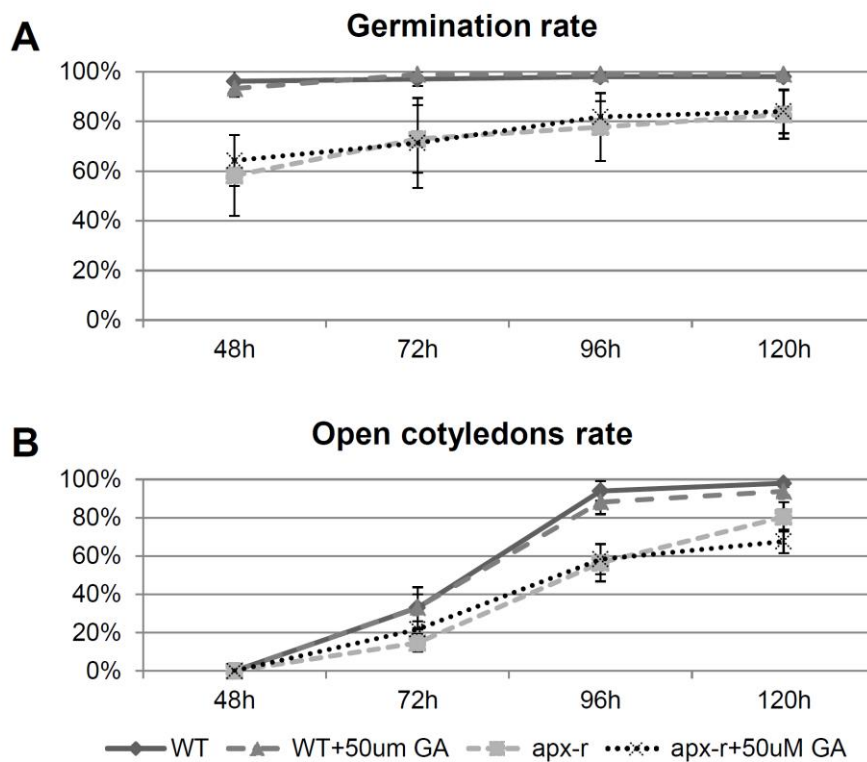 A
Germination rate
100%
80%
60%
40%
20%
0%
48h 72h 96h 120h
B
Open cotyledons rate
100%
80%
60%
40%
20%
0%
48h 72h 96h 120h
WT WT+50um GA apx-r apx-r+50uM GA